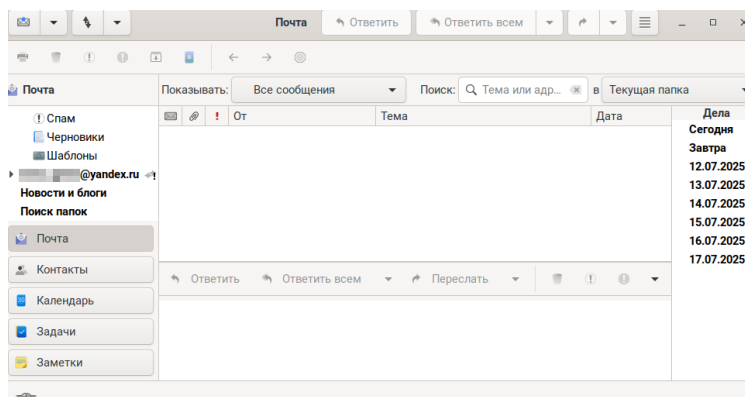 Почта
Ответить
Ответить всем
Почта
Показывать: Все сообщения
Поиск: Тема или адр...
в Текущая папка
Спам
Черновики
Шаблоны
@yandex.ru
Новости и блоги
Поиск папок
Почта
Контакты
Календарь
Задачи
Заметки
От
Тема
Дата
Ответить
Ответить всем
Переслать
Дела
Сегодня
Завтра
12.07.2025
13.07.2025
14.07.2025
15.07.2025
16.07.2025
17.07.2025